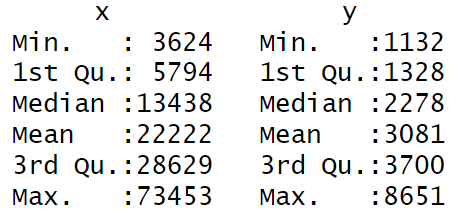 x y
Min. : 3624 Min. :1132
1st Qu.: 5794 1st Qu.:1328
Median :13438 Median :2278
Mean :22222 Mean :3081
3rd Qu.:28629 3rd Qu.:3700
Max. :73453 Max. :8651